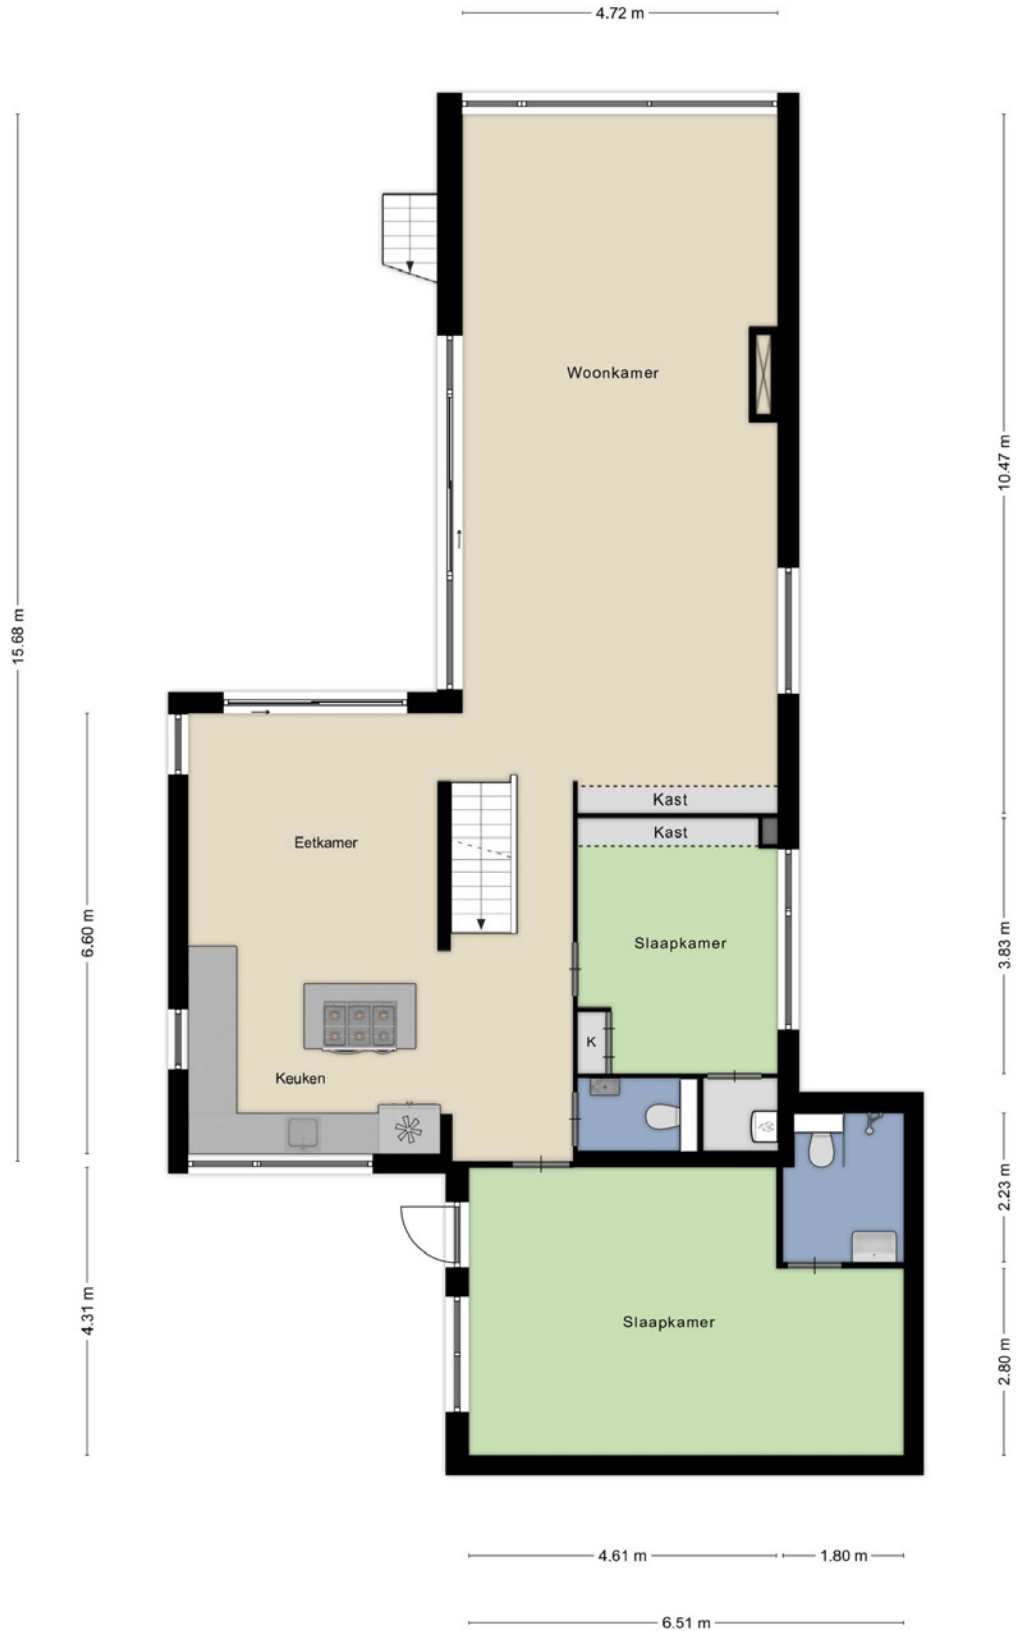 4.72 m
Woonkamer
10.47 m
15.68 m
Kast
Kast
Eetkamer
6.60 m
Slaapkamer
3.83 m
K
Keuken
2.23 m
4.31 m
Slaapkamer
2.80 m
4.61 m
1.80 m
6.51 m